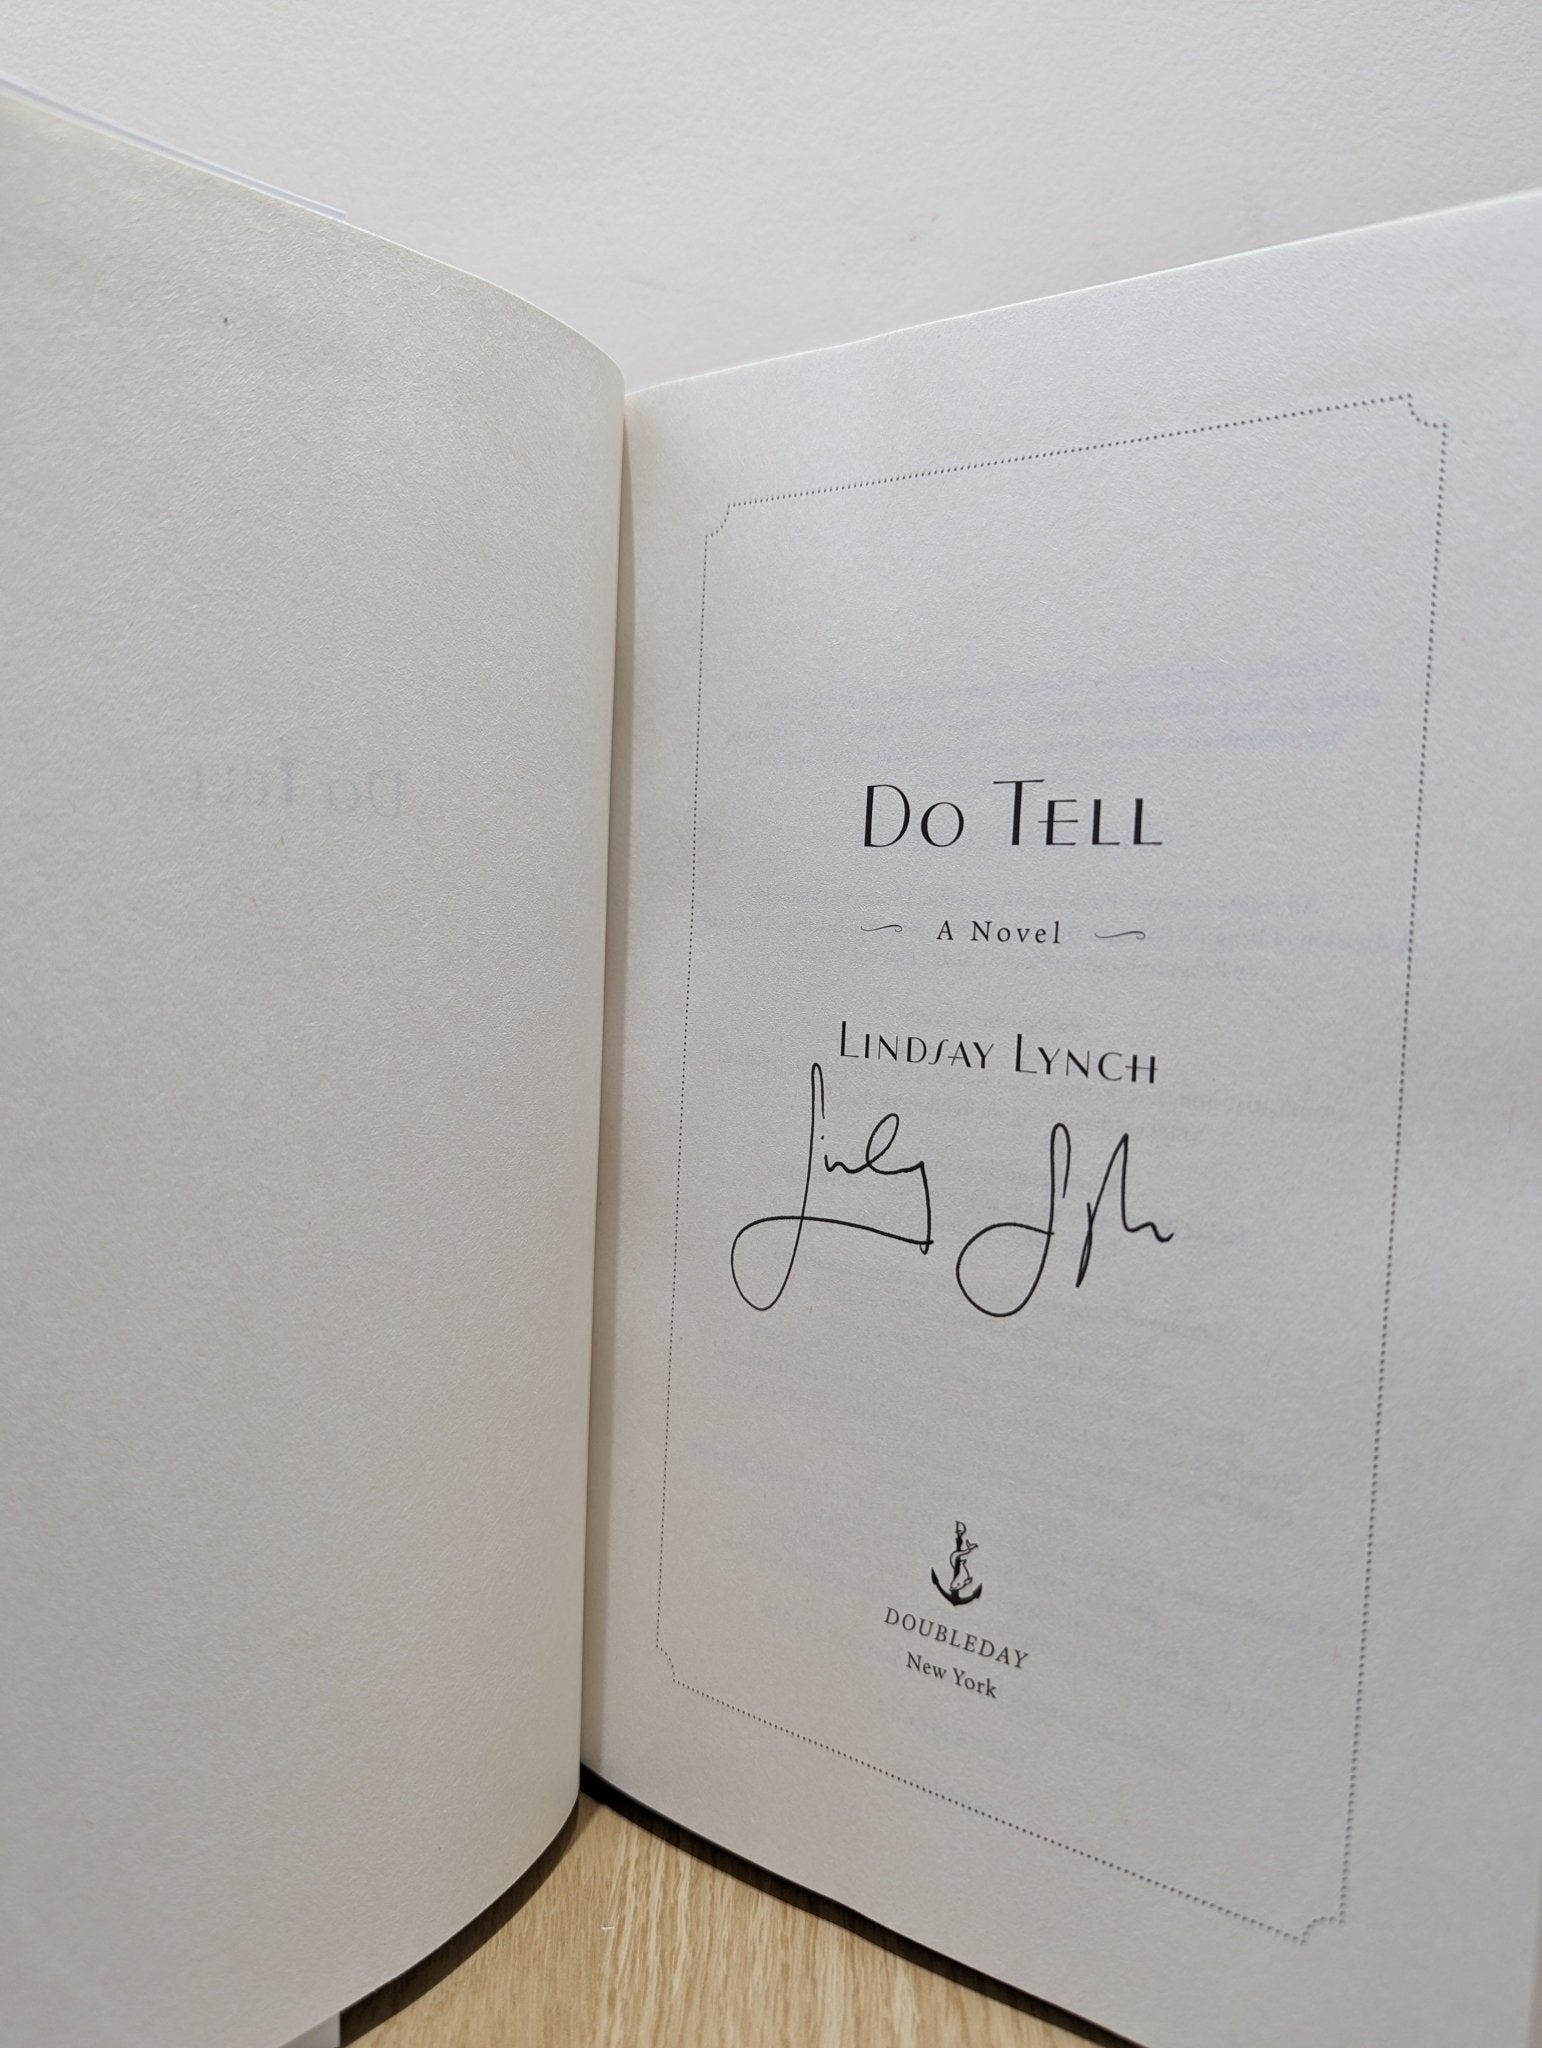 Do Tell
A Novel
Lindsay Lynch
DOUBLEDAY
New York